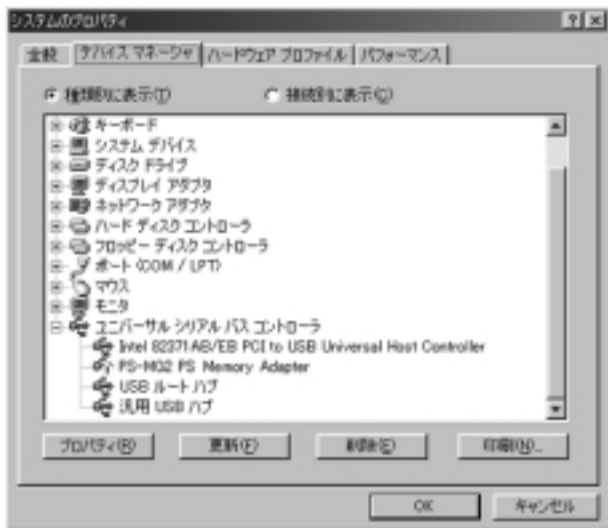 システムのプロパティ
全般 デバイス マネージャ ハードウェア プロファイル パフォーマンス
種類別に表示(T) 接続別に表示(C)
キーボード
システム デバイス
ディスク ドライブ
ディスプレイ アダプタ
ネットワーク アダプタ
ハード ディスク コントローラ
フロッピー ディスク コントローラ
ポート (COM / LPT)
マウス
モニタ
ユニバーサル シリアル バス コントローラ
Intel 82371AB/EB PCI to USB Universal Host Controller
PS-MG2 PS Memory Adapter
USB ルート ハブ
汎用 USB ハブ
プロパティ(R) 更新(F) 削除(E) 印刷(N)...
OK キャンセル